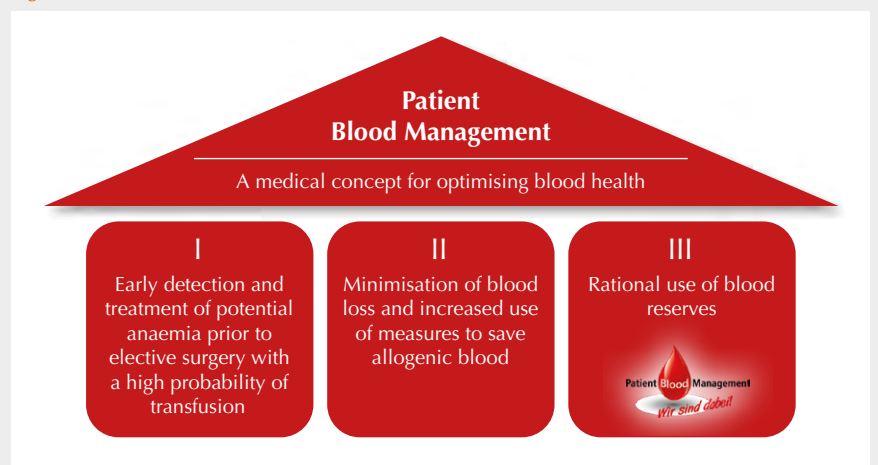 Patient
Blood Management
A medical concept for optimising blood health
I
Early detection and
treatment of potential
anaemia prior to
elective surgery with
a high probability of
transfusion
II
Minimisation of blood
loss and increased use
of measures to save
allogenic blood
III
Rational use of blood
reserves
Patient Blood Management
Wir sind dabei!